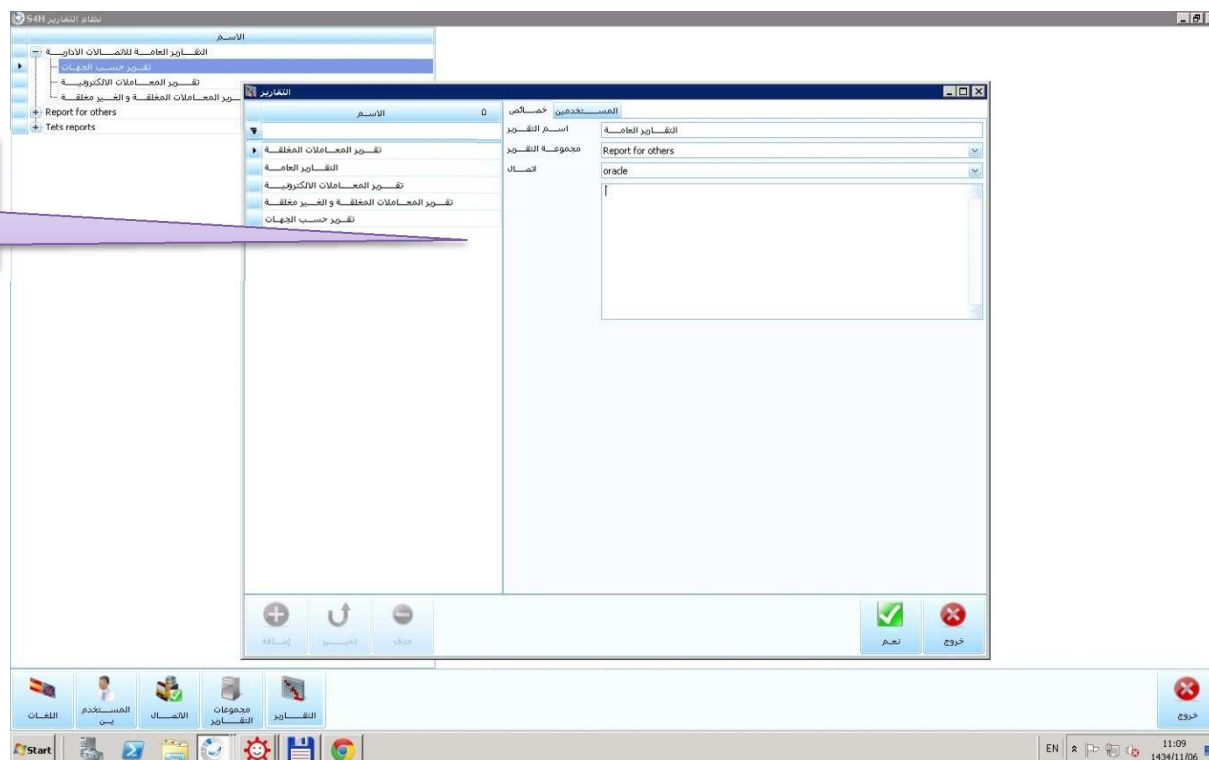 نظام التقارير S4H
الاسم
التقارير العامة للاتصالات الادارية
تقرير حسب الجهات
تقرير المعاملات الالكترونية
تقرير المعاملات المغلقة و الغير مغلقة
Report for others
Tets reports
التقارير
الاسم
خصائص
المستخدمين
اسم التقرير
التقارير العامة
مجموعة التقرير
Report for others
اتصال
oracle
تقرير المعاملات المغلقة
التقارير العامة
تقرير المعاملات الالكترونية
تقرير المعاملات المغلقة و الغير مغلقة
تقرير حسب الجهات
إضافة
تغيير
حذف
نعم
خروج
اللغات
المستخدمين
الاتصال
مجموعات التقارير
التقارير
خروج
Start
EN
11:09
1434/11/06